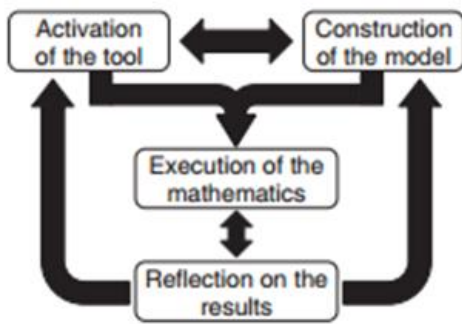 Activation
of the tool
Construction
of the model
Execution of the
mathematics
Reflection on the
results